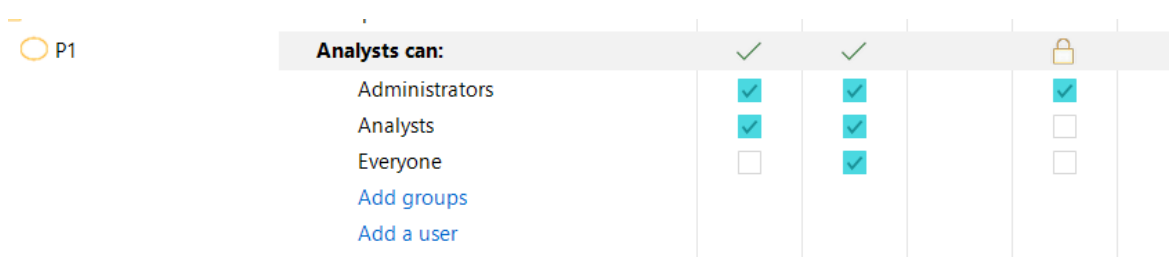 P1
Analysts can:
Administrators
Analysts
Everyone
Add groups
Add a user